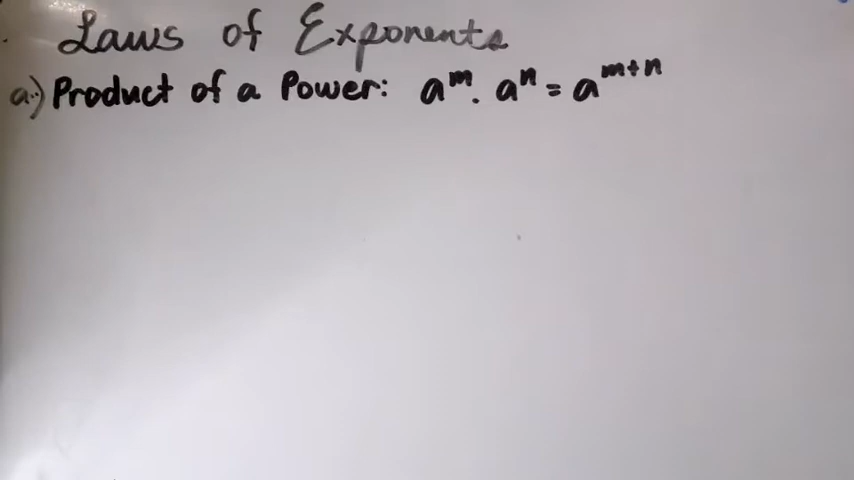 Laws of Exponents
a.) Product of a Power: aᵐ · aⁿ = aᵐ⁺ⁿ